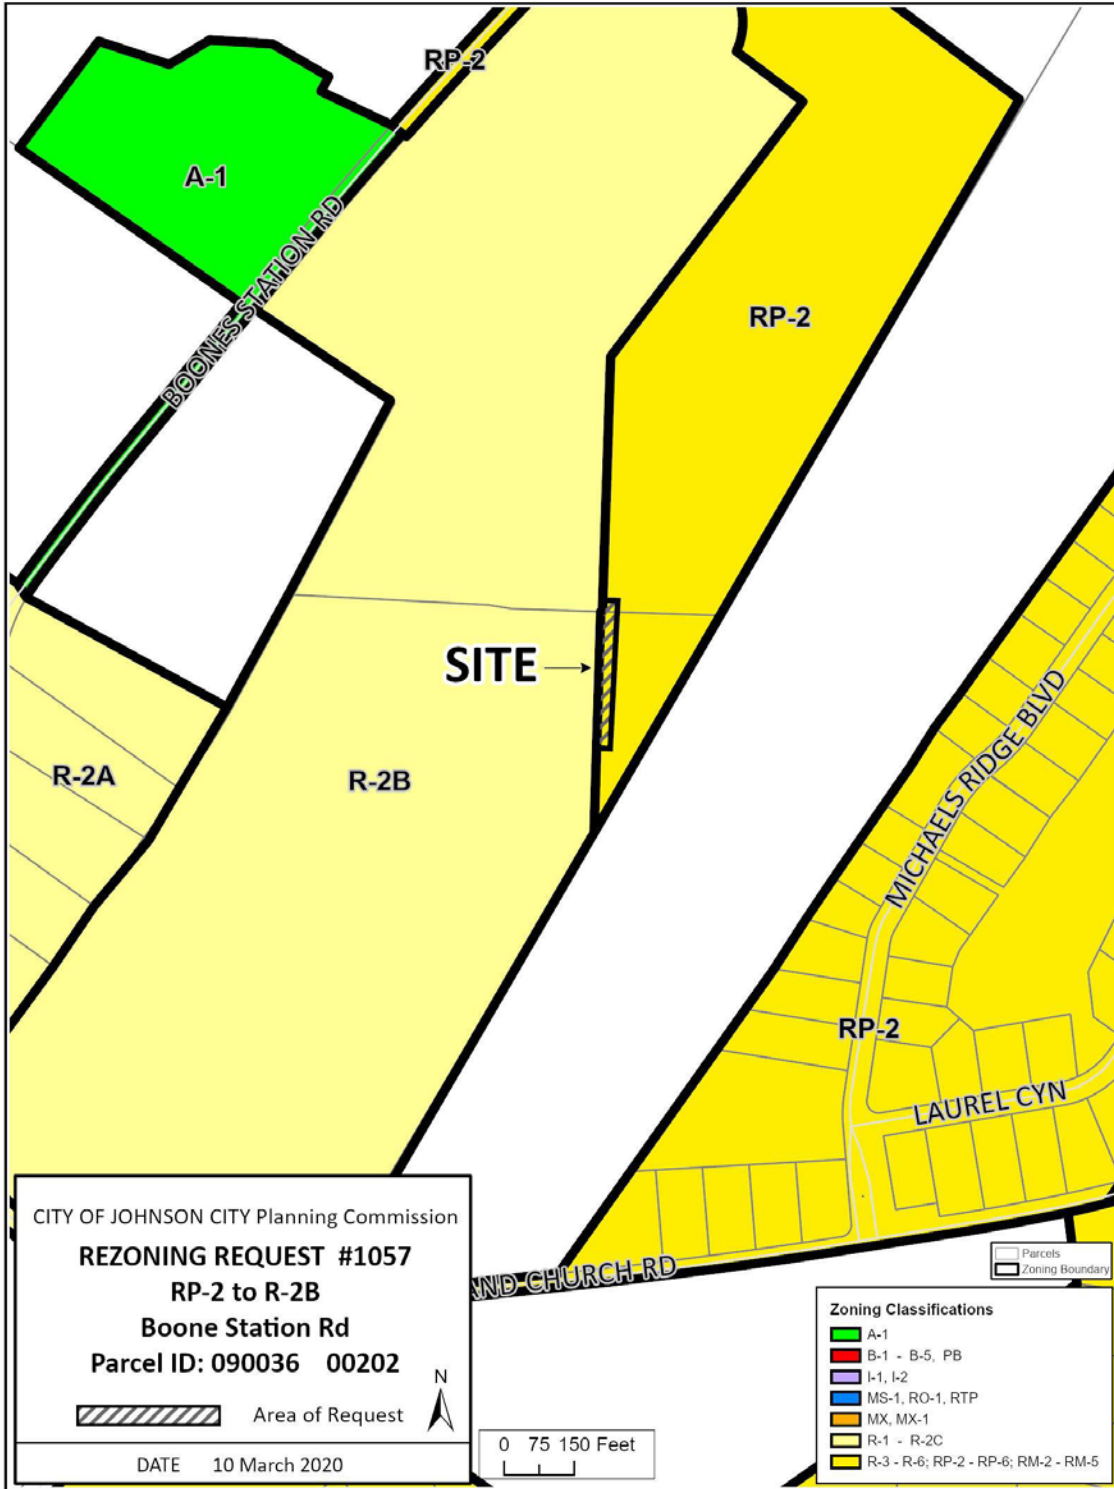 RP-2
A-1
BOONES STATION RD
RP-2
SITE
R-2A
R-2B
MICHAELS RIDGE BLVD
RP-2
LAUREL CYN
AND CHURCH RD
CITY OF JOHNSON CITY Planning Commission
REZONING REQUEST #1057
RP-2 to R-2B
Boone Station Rd
Parcel ID: 090036 00202
Area of Request
N
DATE 10 March 2020
0 75 150 Feet
Parcels
Zoning Boundary
Zoning Classifications
A-1
B-1 - B-5, PB
I-1, I-2
MS-1, RO-1, RTP
MX, MX-1
R-1 - R-2C
R-3 - R-6; RP-2 - RP-6; RM-2 - RM-5